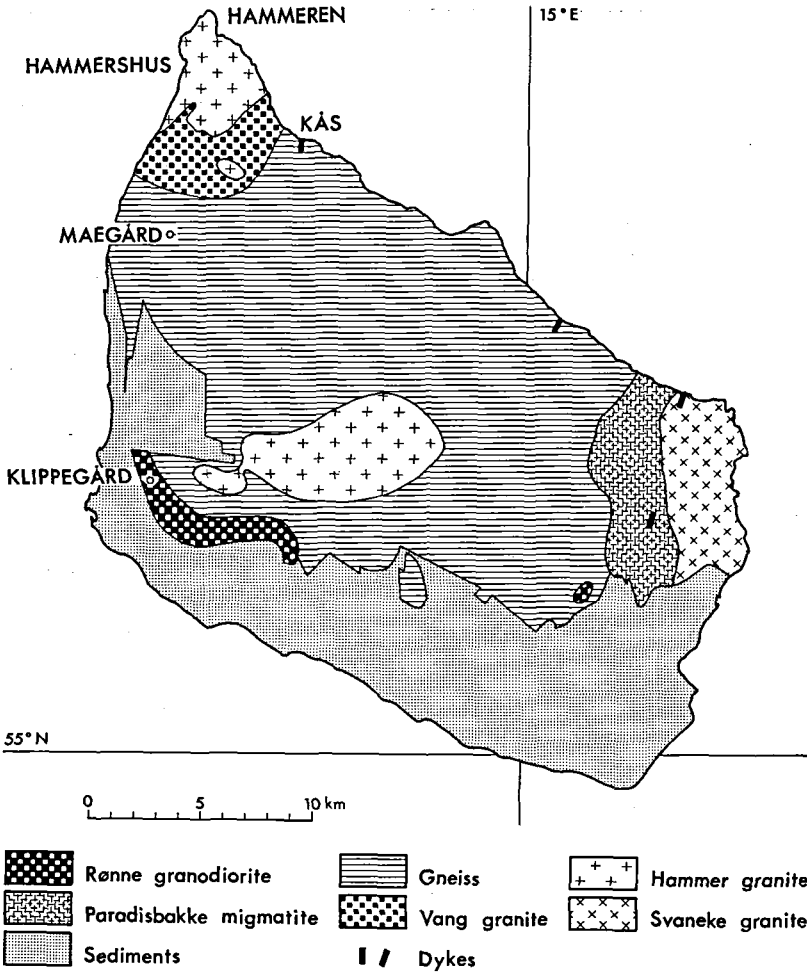 HAMMEREN
15°E
HAMMERSHUS
KÅS
MAEGÅRD
KLIPPEGÅRD
55°N
0 5 10 km
Rønne granodiorite
Gneiss
Hammer granite
Paradisbakke migmatite
Vang granite
Svaneke granite
Sediments
Dykes